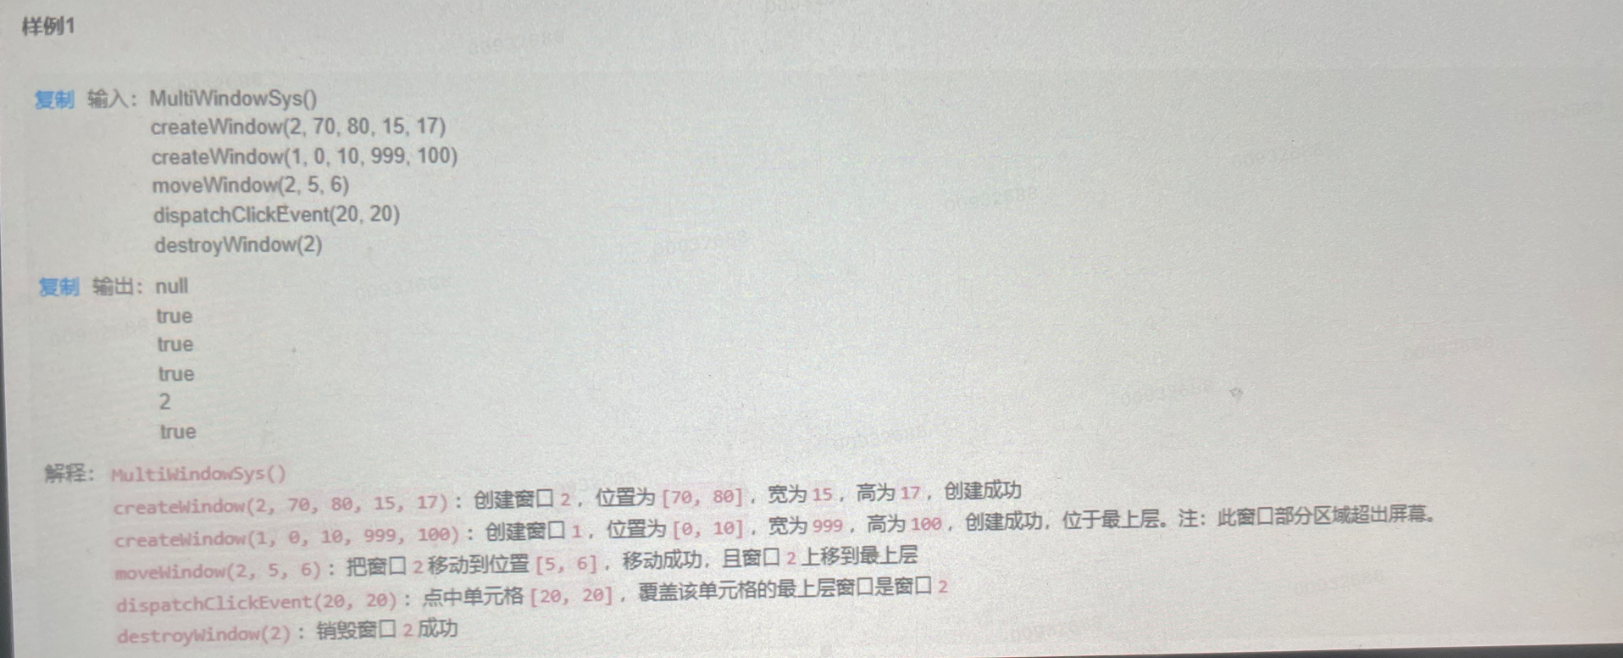 样例1
复制 输入：MultiWindowSys()
createWindow(2, 70, 80, 15, 17)
createWindow(1, 0, 10, 999, 100)
moveWindow(2, 5, 6)
dispatchClickEvent(20, 20)
destroyWindow(2)
复制 输出：null
true
true
true
2
true
解释：MultiWindowSys()
createWindow(2, 70, 80, 15, 17)：创建窗口 2，位置为 [70, 80]，宽为 15，高为 17，创建成功
createWindow(1, 0, 10, 999, 100)：创建窗口 1，位置为 [0, 10]，宽为 999，高为 100，创建成功，位于最上层。注：此窗口部分区域超出屏幕。
moveWindow(2, 5, 6)：把窗口 2 移动到位置 [5, 6]，移动成功，且窗口 2 上移到最上层
dispatchClickEvent(20, 20)：点中单元格 [20, 20]，覆盖该单元格的最上层窗口是窗口 2
destroyWindow(2)：销毁窗口 2 成功